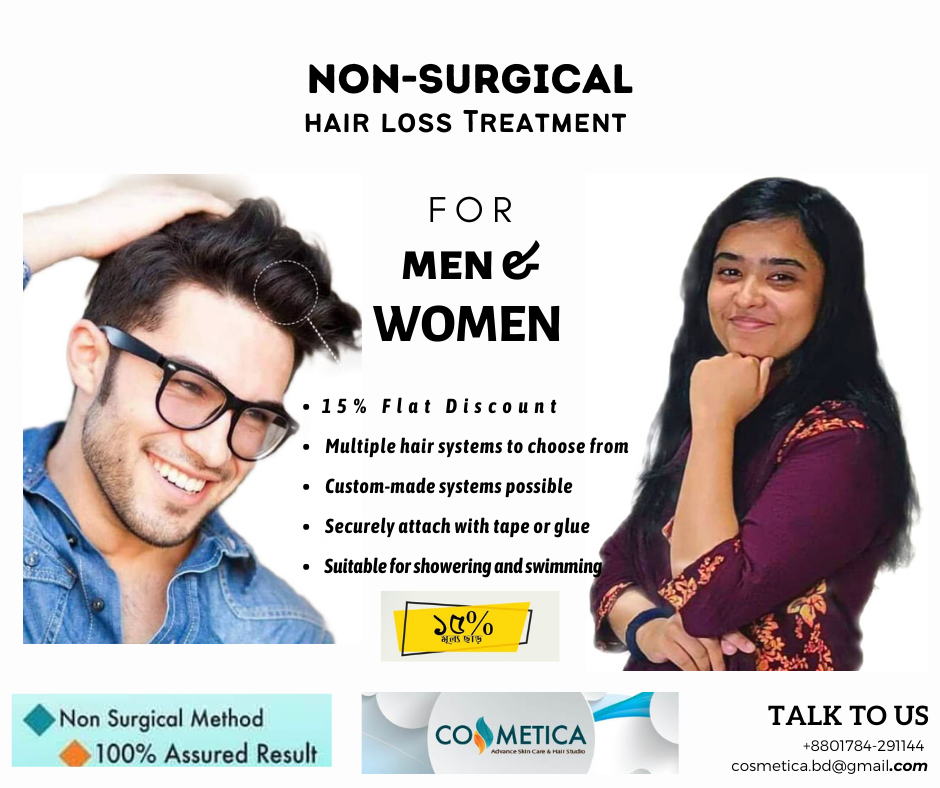 NON-SURGICAL
HAIR LOSS TREATMENT
FOR
MEN &
WOMEN
• 15% Flat Discount
• Multiple hair systems to choose from
• Custom-made systems possible
• Securely attach with tape or glue
• Suitable for showering and swimming
১৫%
মূল্য ছাড়
Non Surgical Method
100% Assured Result
COSMETICA
Advance Skin Care & Hair Studio
TALK TO US
+8801784-291144
cosmetica.bd@gmail.com